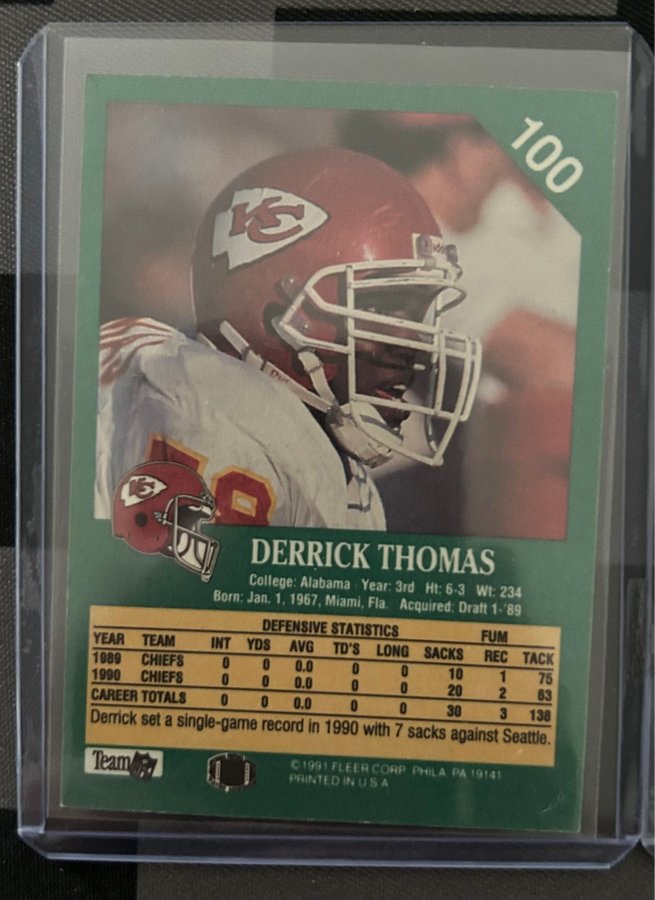 100
KC
58
KC
DERRICK THOMAS
College: Alabama Year: 3rd Ht: 6-3 Wt: 234
Born: Jan. 1, 1967, Miami, Fla. Acquired: Draft 1-'89
DEFENSIVE STATISTICS FUM
YEAR TEAM INT YDS AVG TD'S LONG SACKS REC TACK
1989 CHIEFS 0 0 0.0 0 0 10 1 75
1990 CHIEFS 0 0 0.0 0 0 20 2 63
CAREER TOTALS 0 0 0.0 0 0 30 3 138
Derrick set a single-game record in 1990 with 7 sacks against Seattle.
Team NFL
©1991 FLEER CORP. PHILA. PA 19141
PRINTED IN U.S.A.